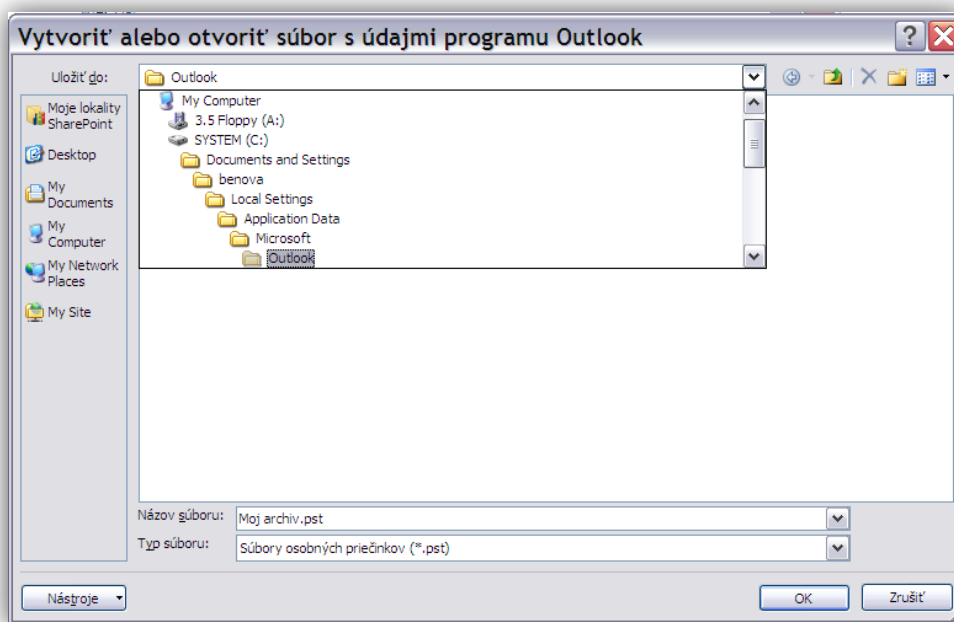 Vytvoriť alebo otvoriť súbor s údajmi programu Outlook
Uložiť do:
Outlook
My Computer
3.5 Floppy (A:)
SYSTEM (C:)
Documents and Settings
benova
Local Settings
Application Data
Microsoft
Outlook
Moje lokality
SharePoint
Desktop
My
Documents
My
Computer
My Network
Places
My Site
Názov súboru:
Moj archiv.pst
Typ súboru:
Súbory osobných priečinkov (*.pst)
Nástroje
OK
Zrušiť